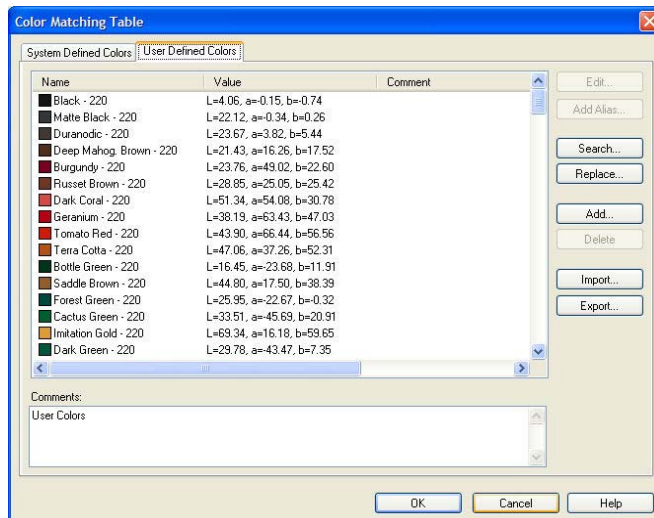 Color Matching Table
System Defined Colors User Defined Colors
Name Value Comment
Black - 220 L=4.06, a=-0.15, b=-0.74
Matte Black - 220 L=22.12, a=-0.34, b=0.26
Duranodic - 220 L=23.67, a=3.82, b=5.44
Deep Mahog. Brown - 220 L=21.43, a=16.26, b=17.52
Burgundy - 220 L=23.76, a=49.02, b=22.60
Russet Brown - 220 L=28.85, a=25.05, b=25.42
Dark Coral - 220 L=51.34, a=54.08, b=30.78
Geranium - 220 L=38.19, a=63.43, b=47.03
Tomato Red - 220 L=43.90, a=66.44, b=56.56
Terra Cotta - 220 L=47.06, a=37.26, b=52.31
Bottle Green - 220 L=16.45, a=-23.68, b=11.91
Saddle Brown - 220 L=44.80, a=17.50, b=38.39
Forest Green - 220 L=25.95, a=-22.67, b=-0.32
Cactus Green - 220 L=33.51, a=-45.69, b=20.91
Imitation Gold - 220 L=69.34, a=16.18, b=59.65
Dark Green - 220 L=29.78, a=-43.47, b=7.35
Edit...
Add Alias...
Search...
Replace...
Add...
Delete
Import...
Export...
Comments:
User Colors
OK Cancel Help